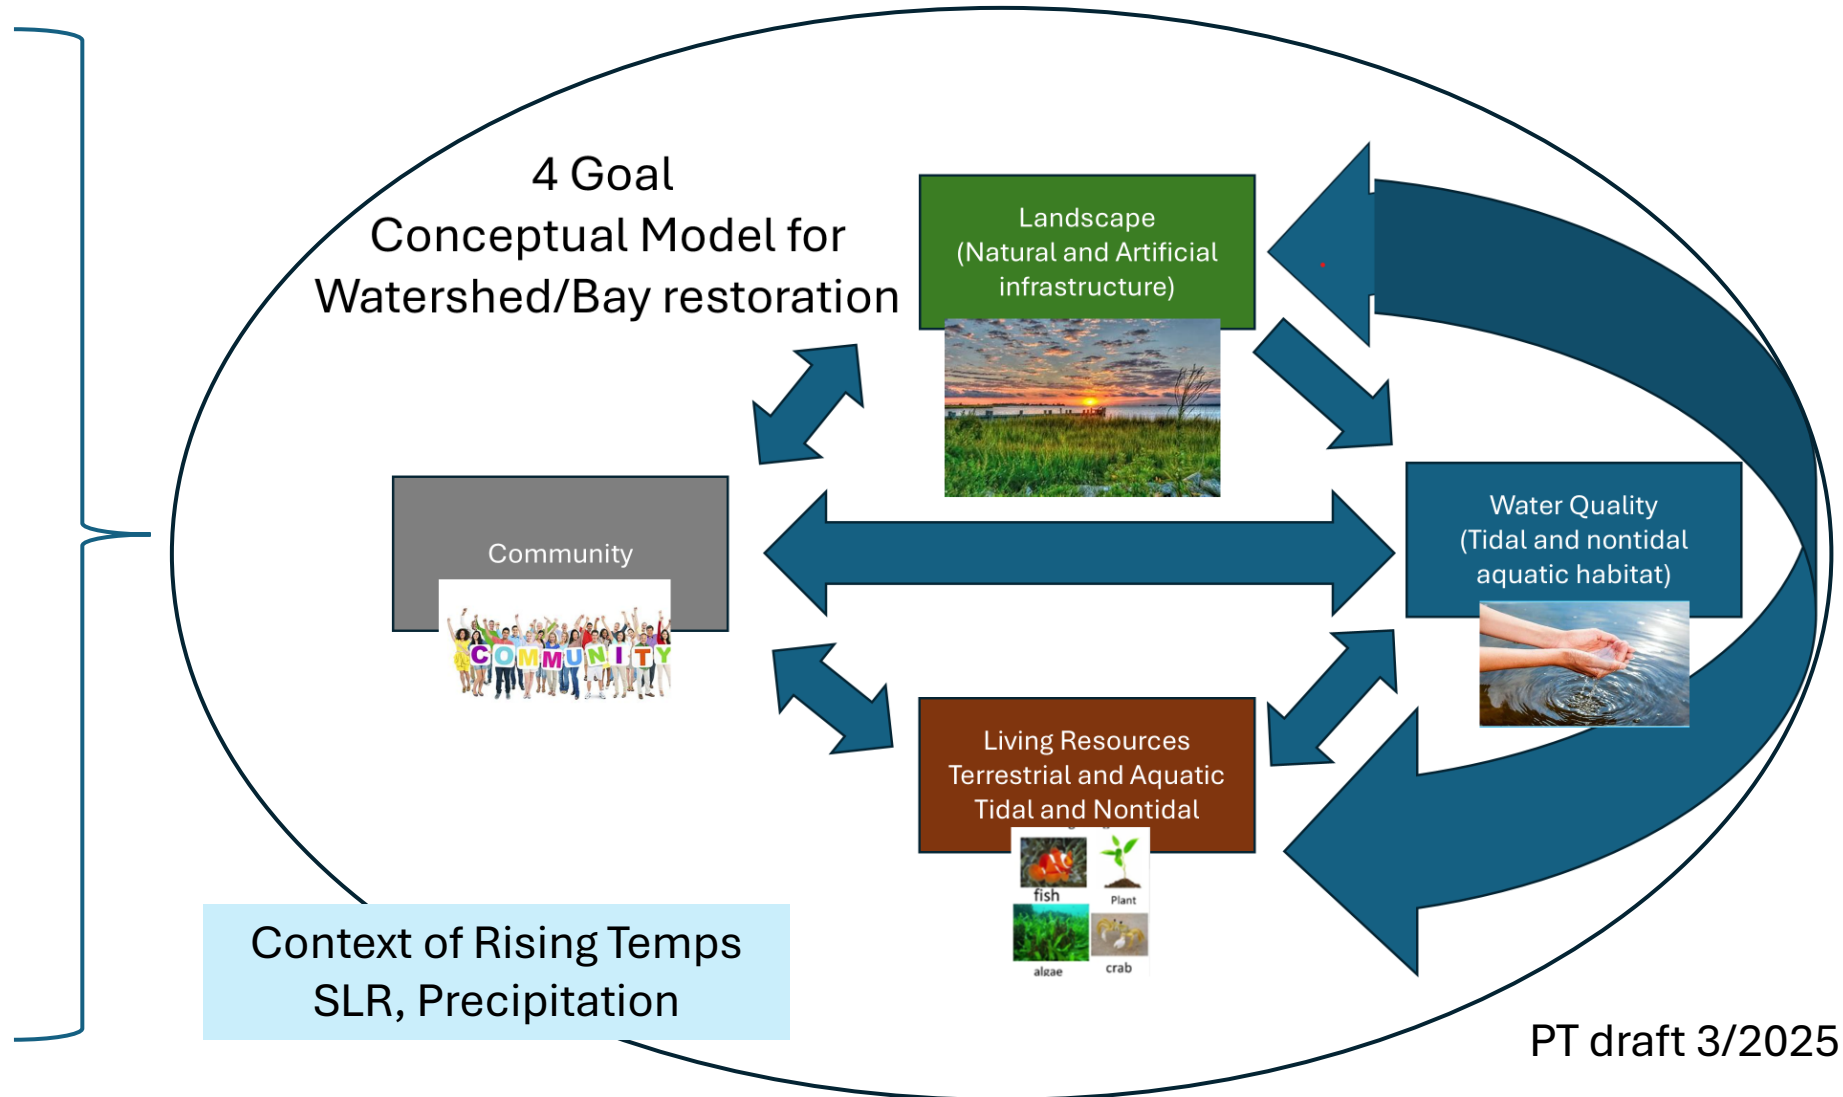 4 Goal
Conceptual Model for
Watershed/Bay restoration
Landscape
(Natural and Artificial
infrastructure)
Community
COMMUNITY
Water Quality
(Tidal and nontidal
aquatic habitat)
Living Resources
Terrestrial and Aquatic
Tidal and Nontidal
fish
Plant
algae
crab
Context of Rising Temps
SLR, Precipitation
PT draft 3/2025